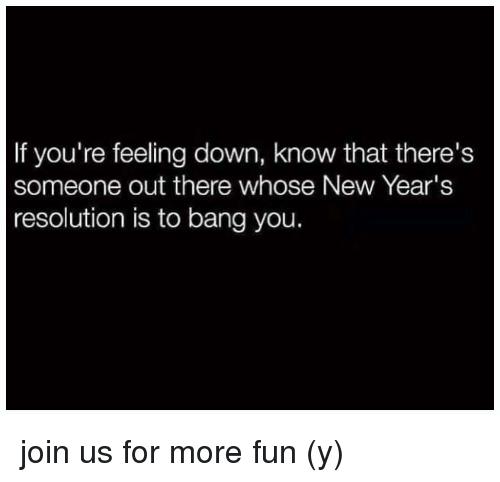 If you're feeling down, know that there's
someone out there whose New Year's
resolution is to bang you.
join us for more fun (y)